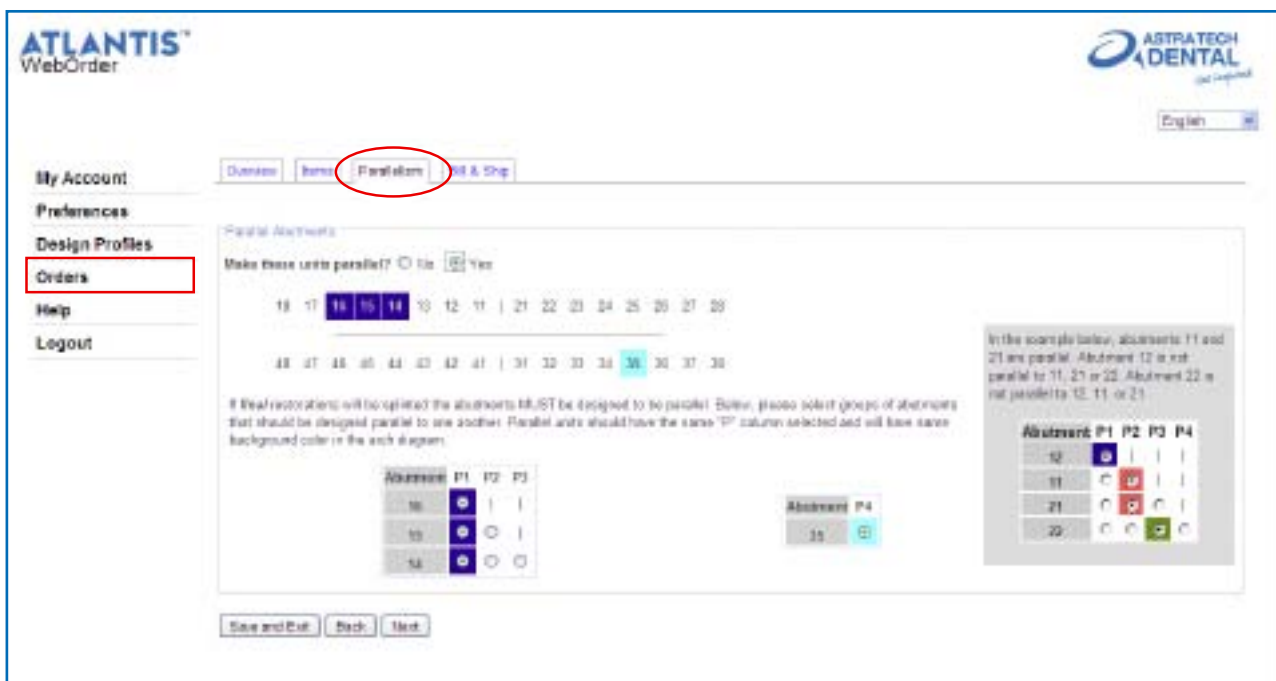 ATLANTIS™
WebOrder
ASTRA TECH
DENTAL
Get inspired
English
My Account
Preferences
Design Profiles
Orders
Help
Logout
Overview Items Parallelism Bill & Ship
Parallel Abutments
Make these units parallel? No Yes
18 17 16 15 14 13 12 11 | 21 22 23 24 25 26 27 28
48 47 46 45 44 43 42 41 | 31 32 33 34 35 36 37 38
If final restorations will be splinted the abutments MUST be designed to be parallel. Below, please select groups of abutments
that should be designed parallel to one another. Parallel units should have the same "P" column selected and will have same
background color in the arch diagram.
Abutment P1 P2 P3
16 | |
15 |
14
Abutment P4
35
In the example below, abutments 11 and
21 are parallel. Abutment 12 is not
parallel to 11, 21 or 22. Abutment 22 is
not parallel to 12, 11 or 21.
Abutment P1 P2 P3 P4
12 | | |
11 | |
21 |
22
Save and Exit Back Next